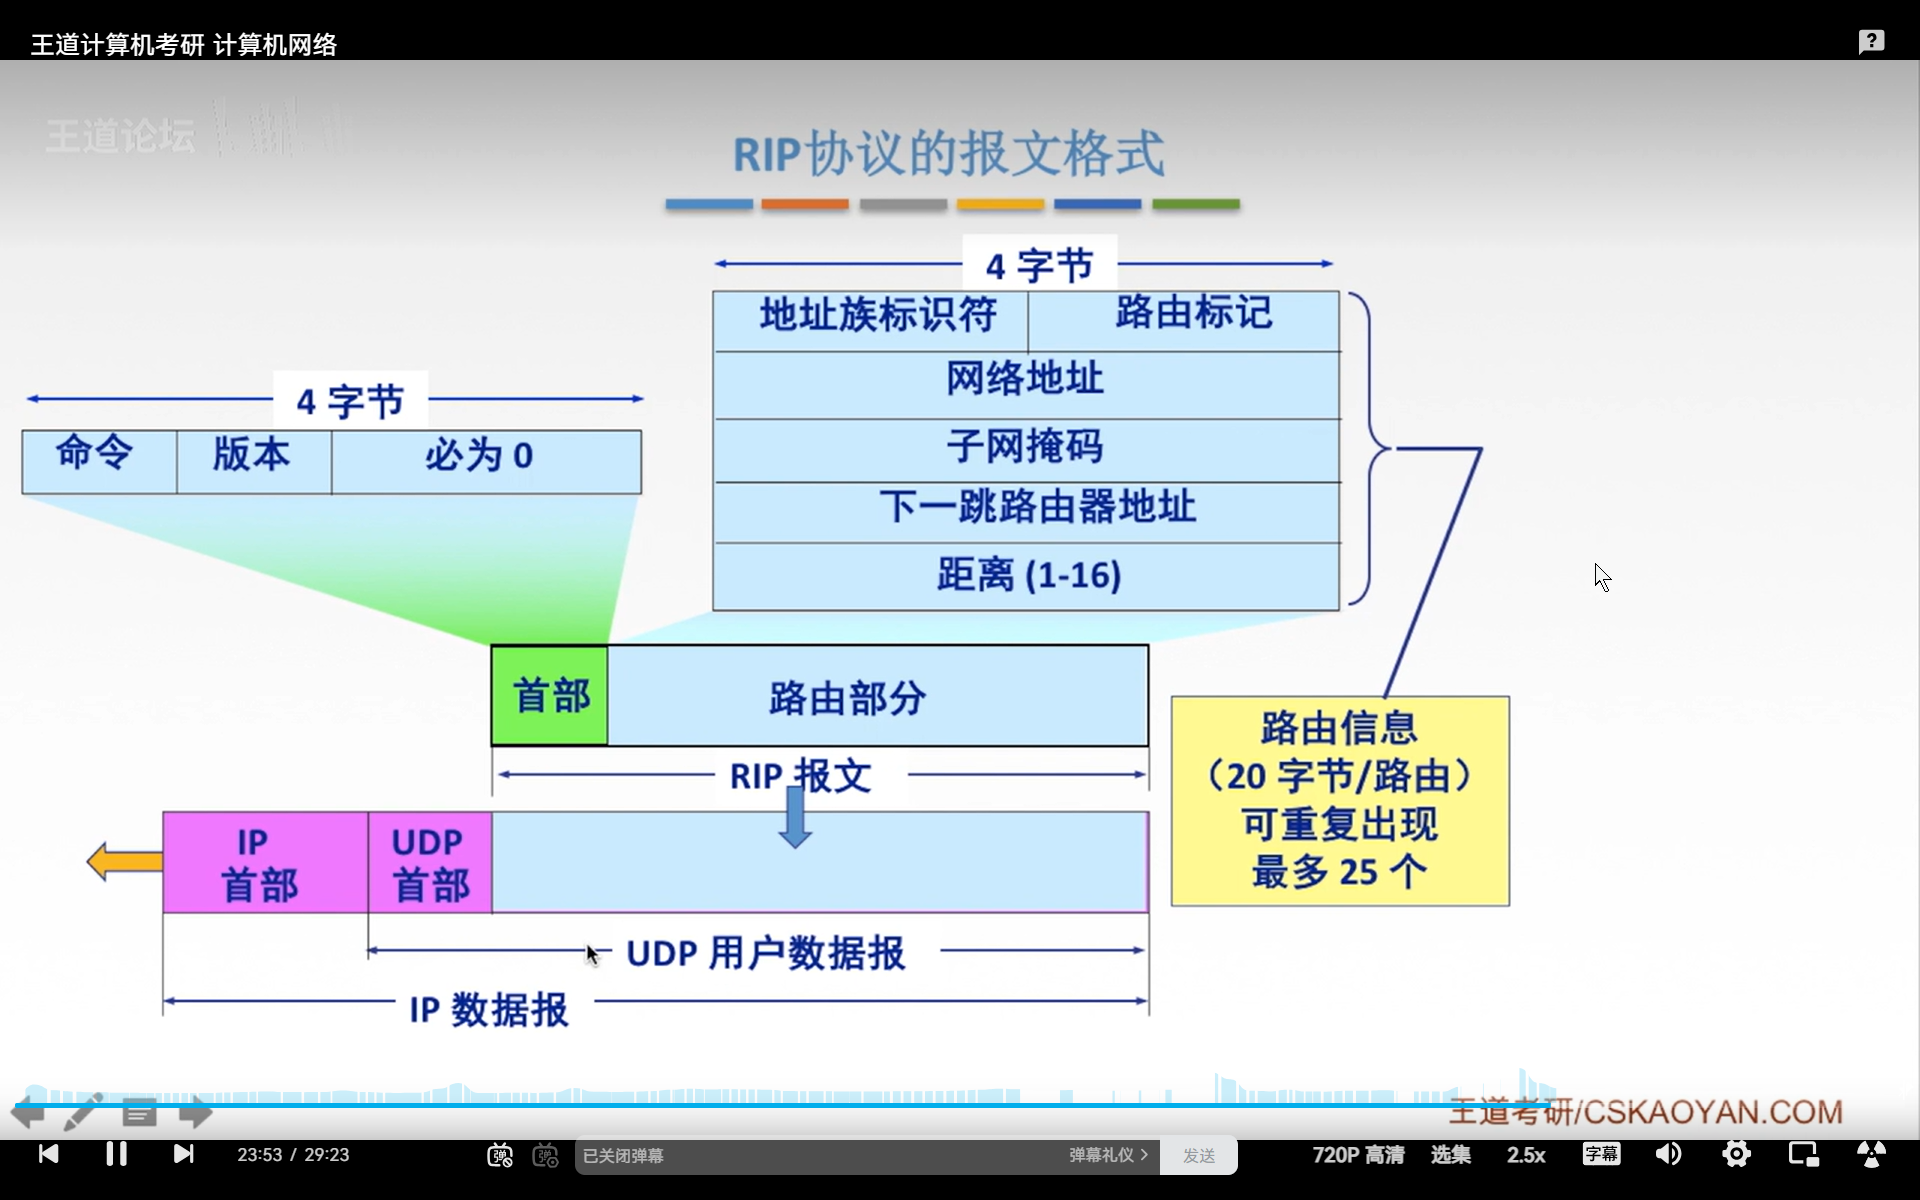 王道计算机考研 计算机网络
王道论坛
RIP协议的报文格式
4 字节
地址族标识符 路由标记
网络地址
子网掩码
下一跳路由器地址
距离 (1-16)
4 字节
命令 版本 必为 0
首部 路由部分
RIP 报文
IP
首部
UDP
首部
UDP 用户数据报
IP 数据报
路由信息
（20 字节/路由）
可重复出现
最多 25 个
王道考研/CSKAOYAN.COM
23:53 / 29:23 弹 弹 已关闭弹幕 弹幕礼仪 > 发送 720P 高清 选集 2.5x 字幕